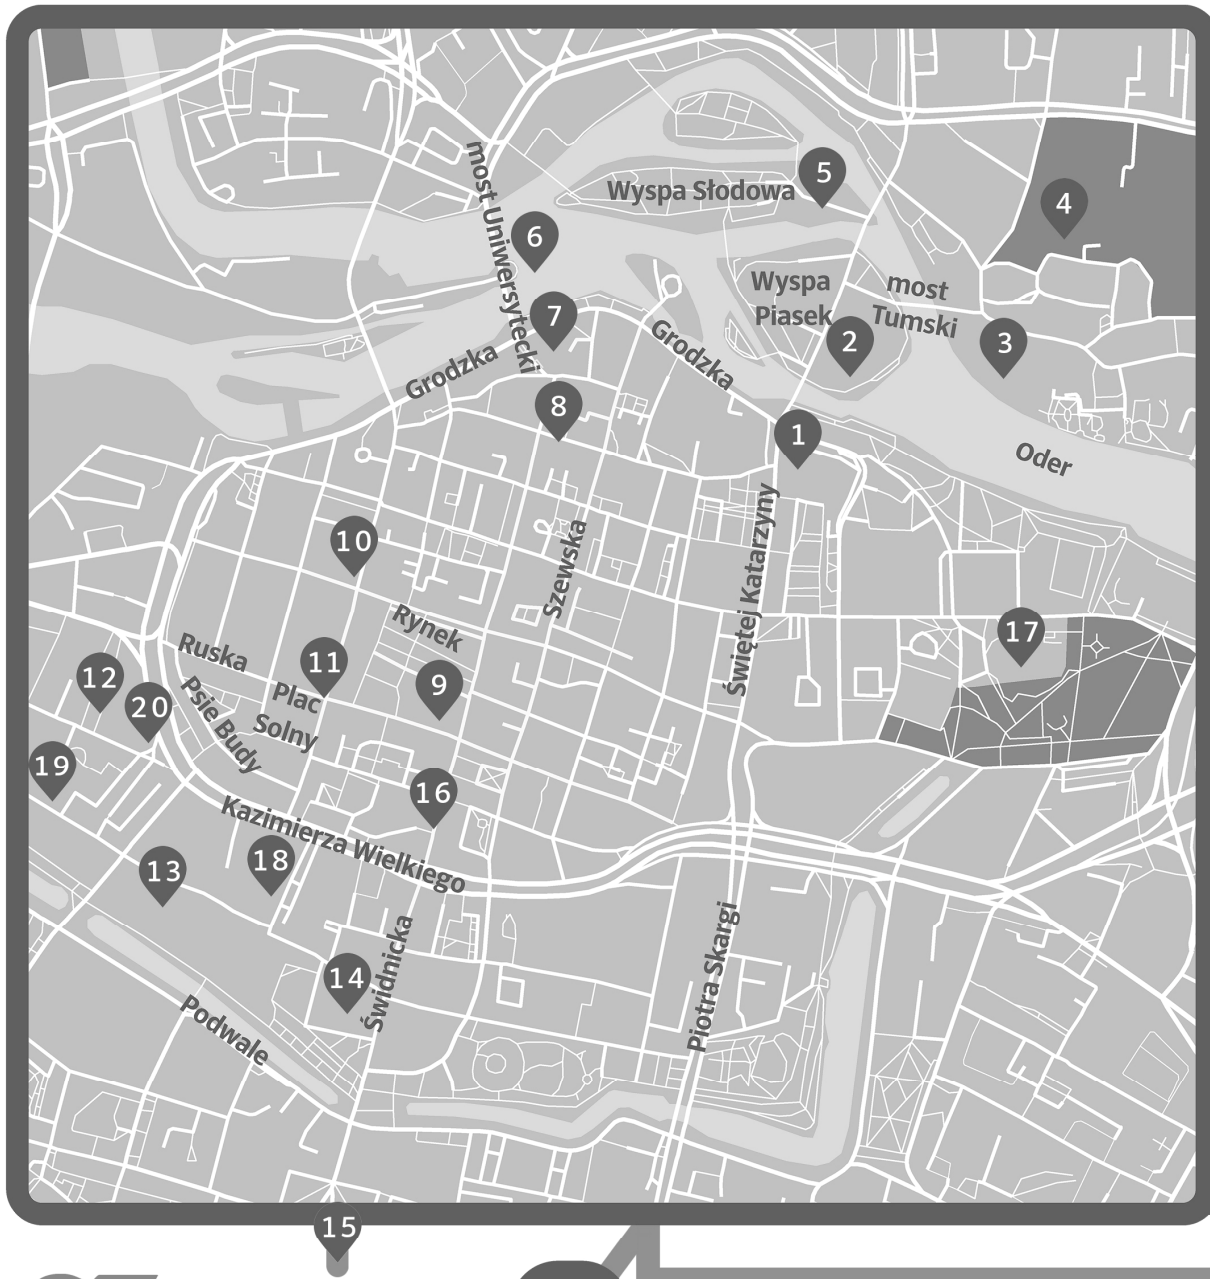 5
Wyspa Słodowa
4
most Uniwersytecki
6
Wyspa
Piasek
most
Tumski
7
2
3
Grodzka
Grodzka
8
1
Oder
10
Szewska
Świętej Katarzyny
Rynek
17
Ruska
11
12
9
20
Plac
Solny
Psie Budy
19
16
Kazimierza Wielkiego
18
13
14
Świdnicka
Piotra Skargi
Podwale
15